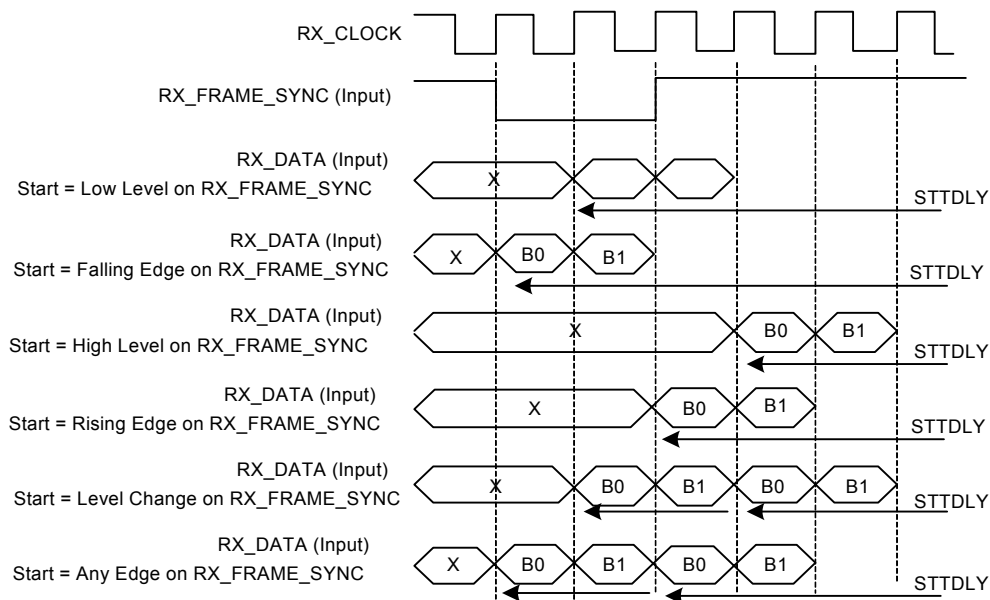 RX_CLOCK
RX_FRAME_SYNC (Input)
RX_DATA (Input)
Start = Low Level on RX_FRAME_SYNC
X
STTDLY
RX_DATA (Input)
Start = Falling Edge on RX_FRAME_SYNC
X B0 B1
STTDLY
RX_DATA (Input)
Start = High Level on RX_FRAME_SYNC
X B0 B1
STTDLY
RX_DATA (Input)
Start = Rising Edge on RX_FRAME_SYNC
X B0 B1
STTDLY
RX_DATA (Input)
Start = Level Change on RX_FRAME_SYNC
X B0 B1 B0 B1
STTDLY
RX_DATA (Input)
Start = Any Edge on RX_FRAME_SYNC
X B0 B1 B0 B1
STTDLY